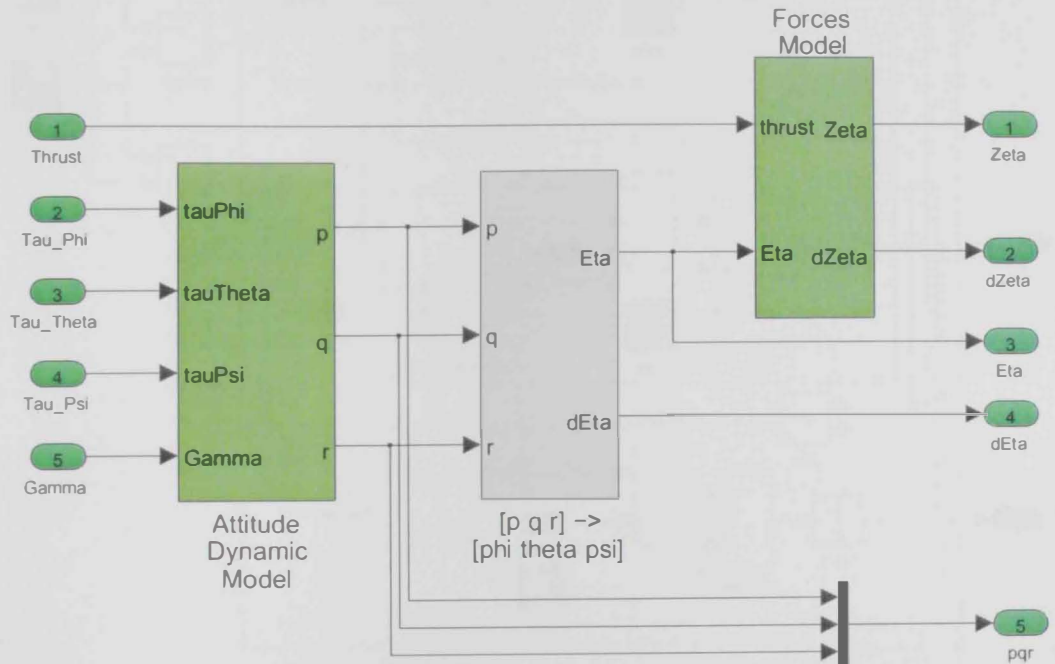 Forces
Model
1
Thrust
thrust
Zeta
1
Zeta
2
Tau_Phi
tauPhi
p
p
Eta
Eta
dZeta
2
dZeta
3
Tau_Theta
tauTheta
q
q
3
Eta
4
Tau_Psi
tauPsi
dEta
4
dEta
5
Gamma
Gamma
r
r
Attitude
Dynamic
Model
[p q r] –>
[phi theta psi]
5
pqr